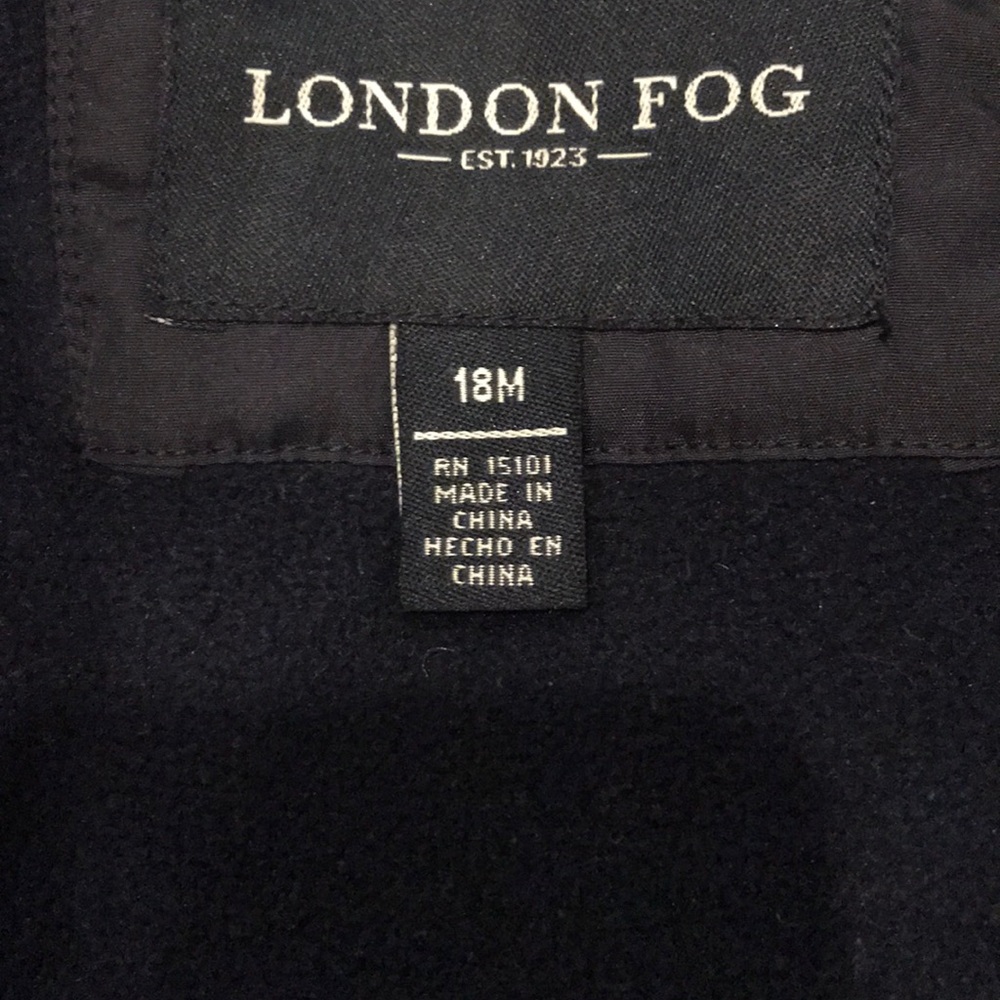 LONDON FOG
EST. 1923
18M
RN 15101
MADE IN
CHINA
HECHO EN
CHINA